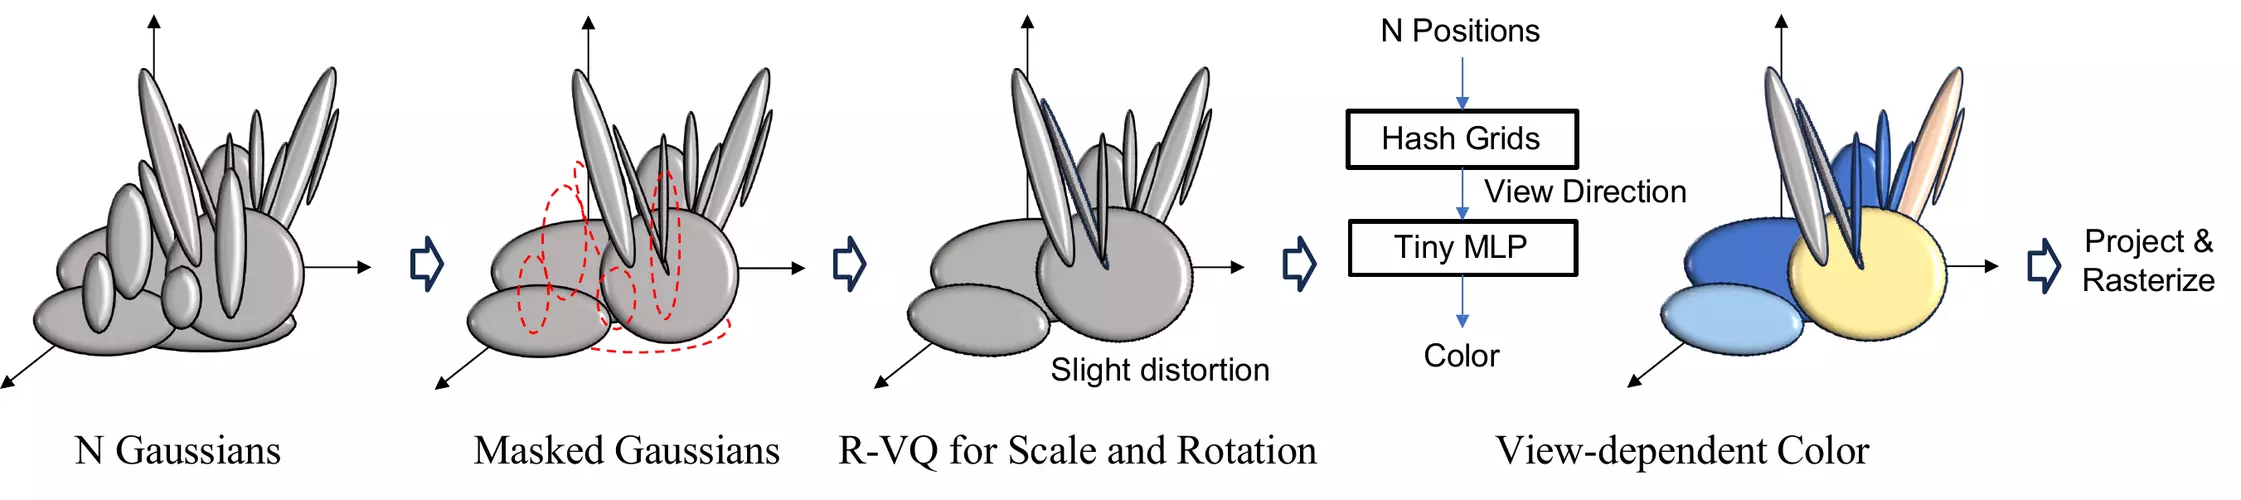 N Positions
Hash Grids
View Direction
Tiny MLP
Color
Slight distortion
Project &
Rasterize
N Gaussians
Masked Gaussians
R-VQ for Scale and Rotation
View-dependent Color